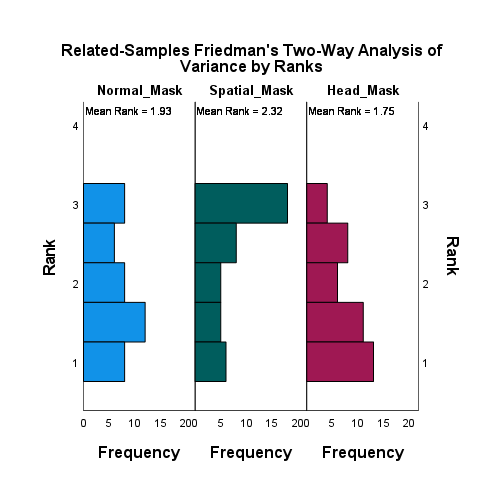 Related-Samples Friedman's Two-Way Analysis of
Variance by Ranks
Normal_Mask Spatial_Mask Head_Mask
Mean Rank = 1.93 Mean Rank = 2.32 Mean Rank = 1.75
4 4
3 3
Rank Rank
2 2
1 1
0 5 10 15 20 0 5 10 15 20 0 5 10 15 20
Frequency Frequency Frequency